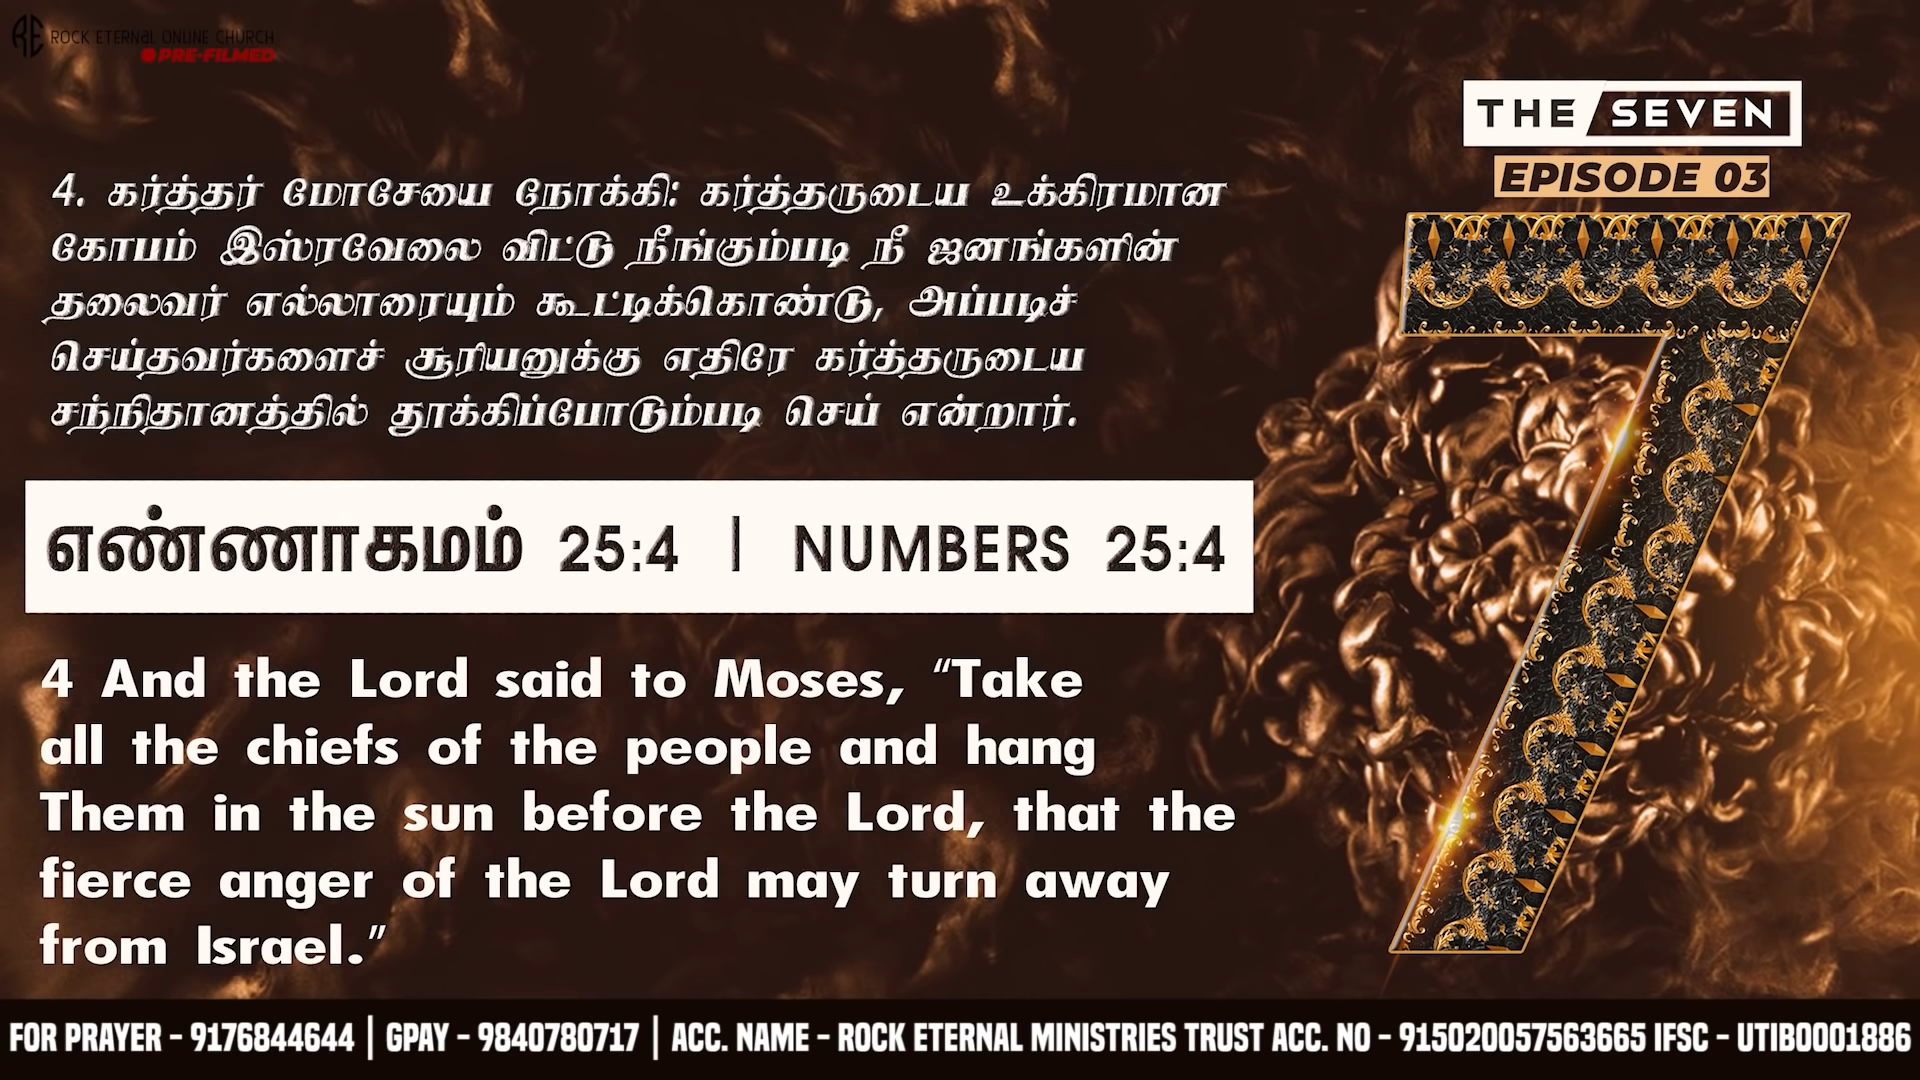 RE ROCK ETERNAL ONLINE CHURCH
PRE-FILMED
THE SEVEN
EPISODE 03
4. கர்த்தர் மோசேயை நோக்கி: கர்த்தருடைய உக்கிரமான
கோபம் இஸ்ரவேலை விட்டு நீங்கும்படி நீ ஜனங்களின்
தலைவர் எல்லாரையும் கூட்டிக்கொண்டு, அப்படிச்
செய்தவர்களைச் சூரியனுக்கு எதிரே கர்த்தருடைய
சந்நிதானத்தில் தூக்கிப்போடும்படி செய் என்றார்.
எண்ணாகமம் 25:4 | NUMBERS 25:4
4 And the Lord said to Moses, “Take
all the chiefs of the people and hang
Them in the sun before the Lord, that the
fierce anger of the Lord may turn away
from Israel.”
7
FOR PRAYER - 9176844644 | GPAY - 9840780717 | ACC. NAME - ROCK ETERNAL MINISTRIES TRUST ACC. NO - 915020057563665 IFSC - UTIB0001886